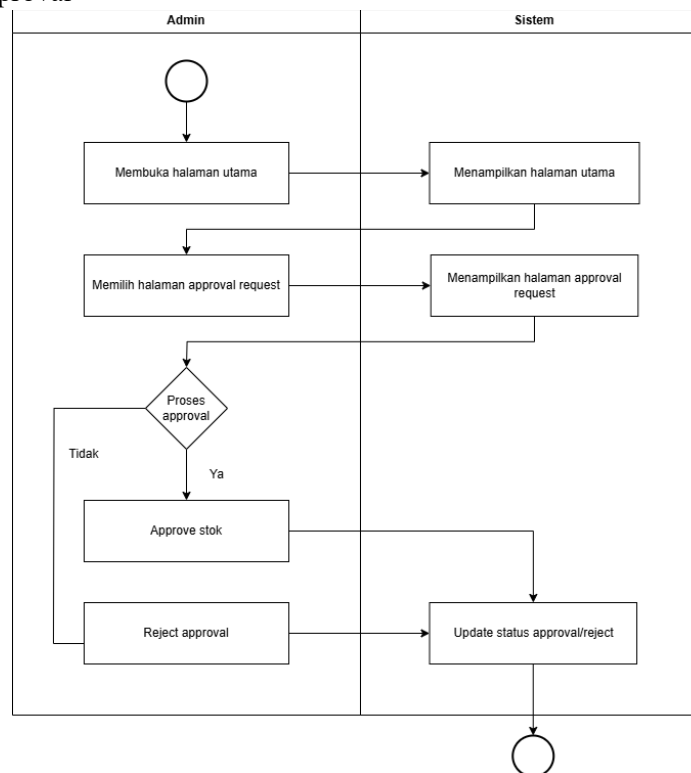 Admin
Sistem
Membuka halaman utama
Menampilkan halaman utama
Memilih halaman approval request
Menampilkan halaman approval
request
Proses
approval
Tidak
Ya
Approve stok
Reject approval
Update status approval/reject